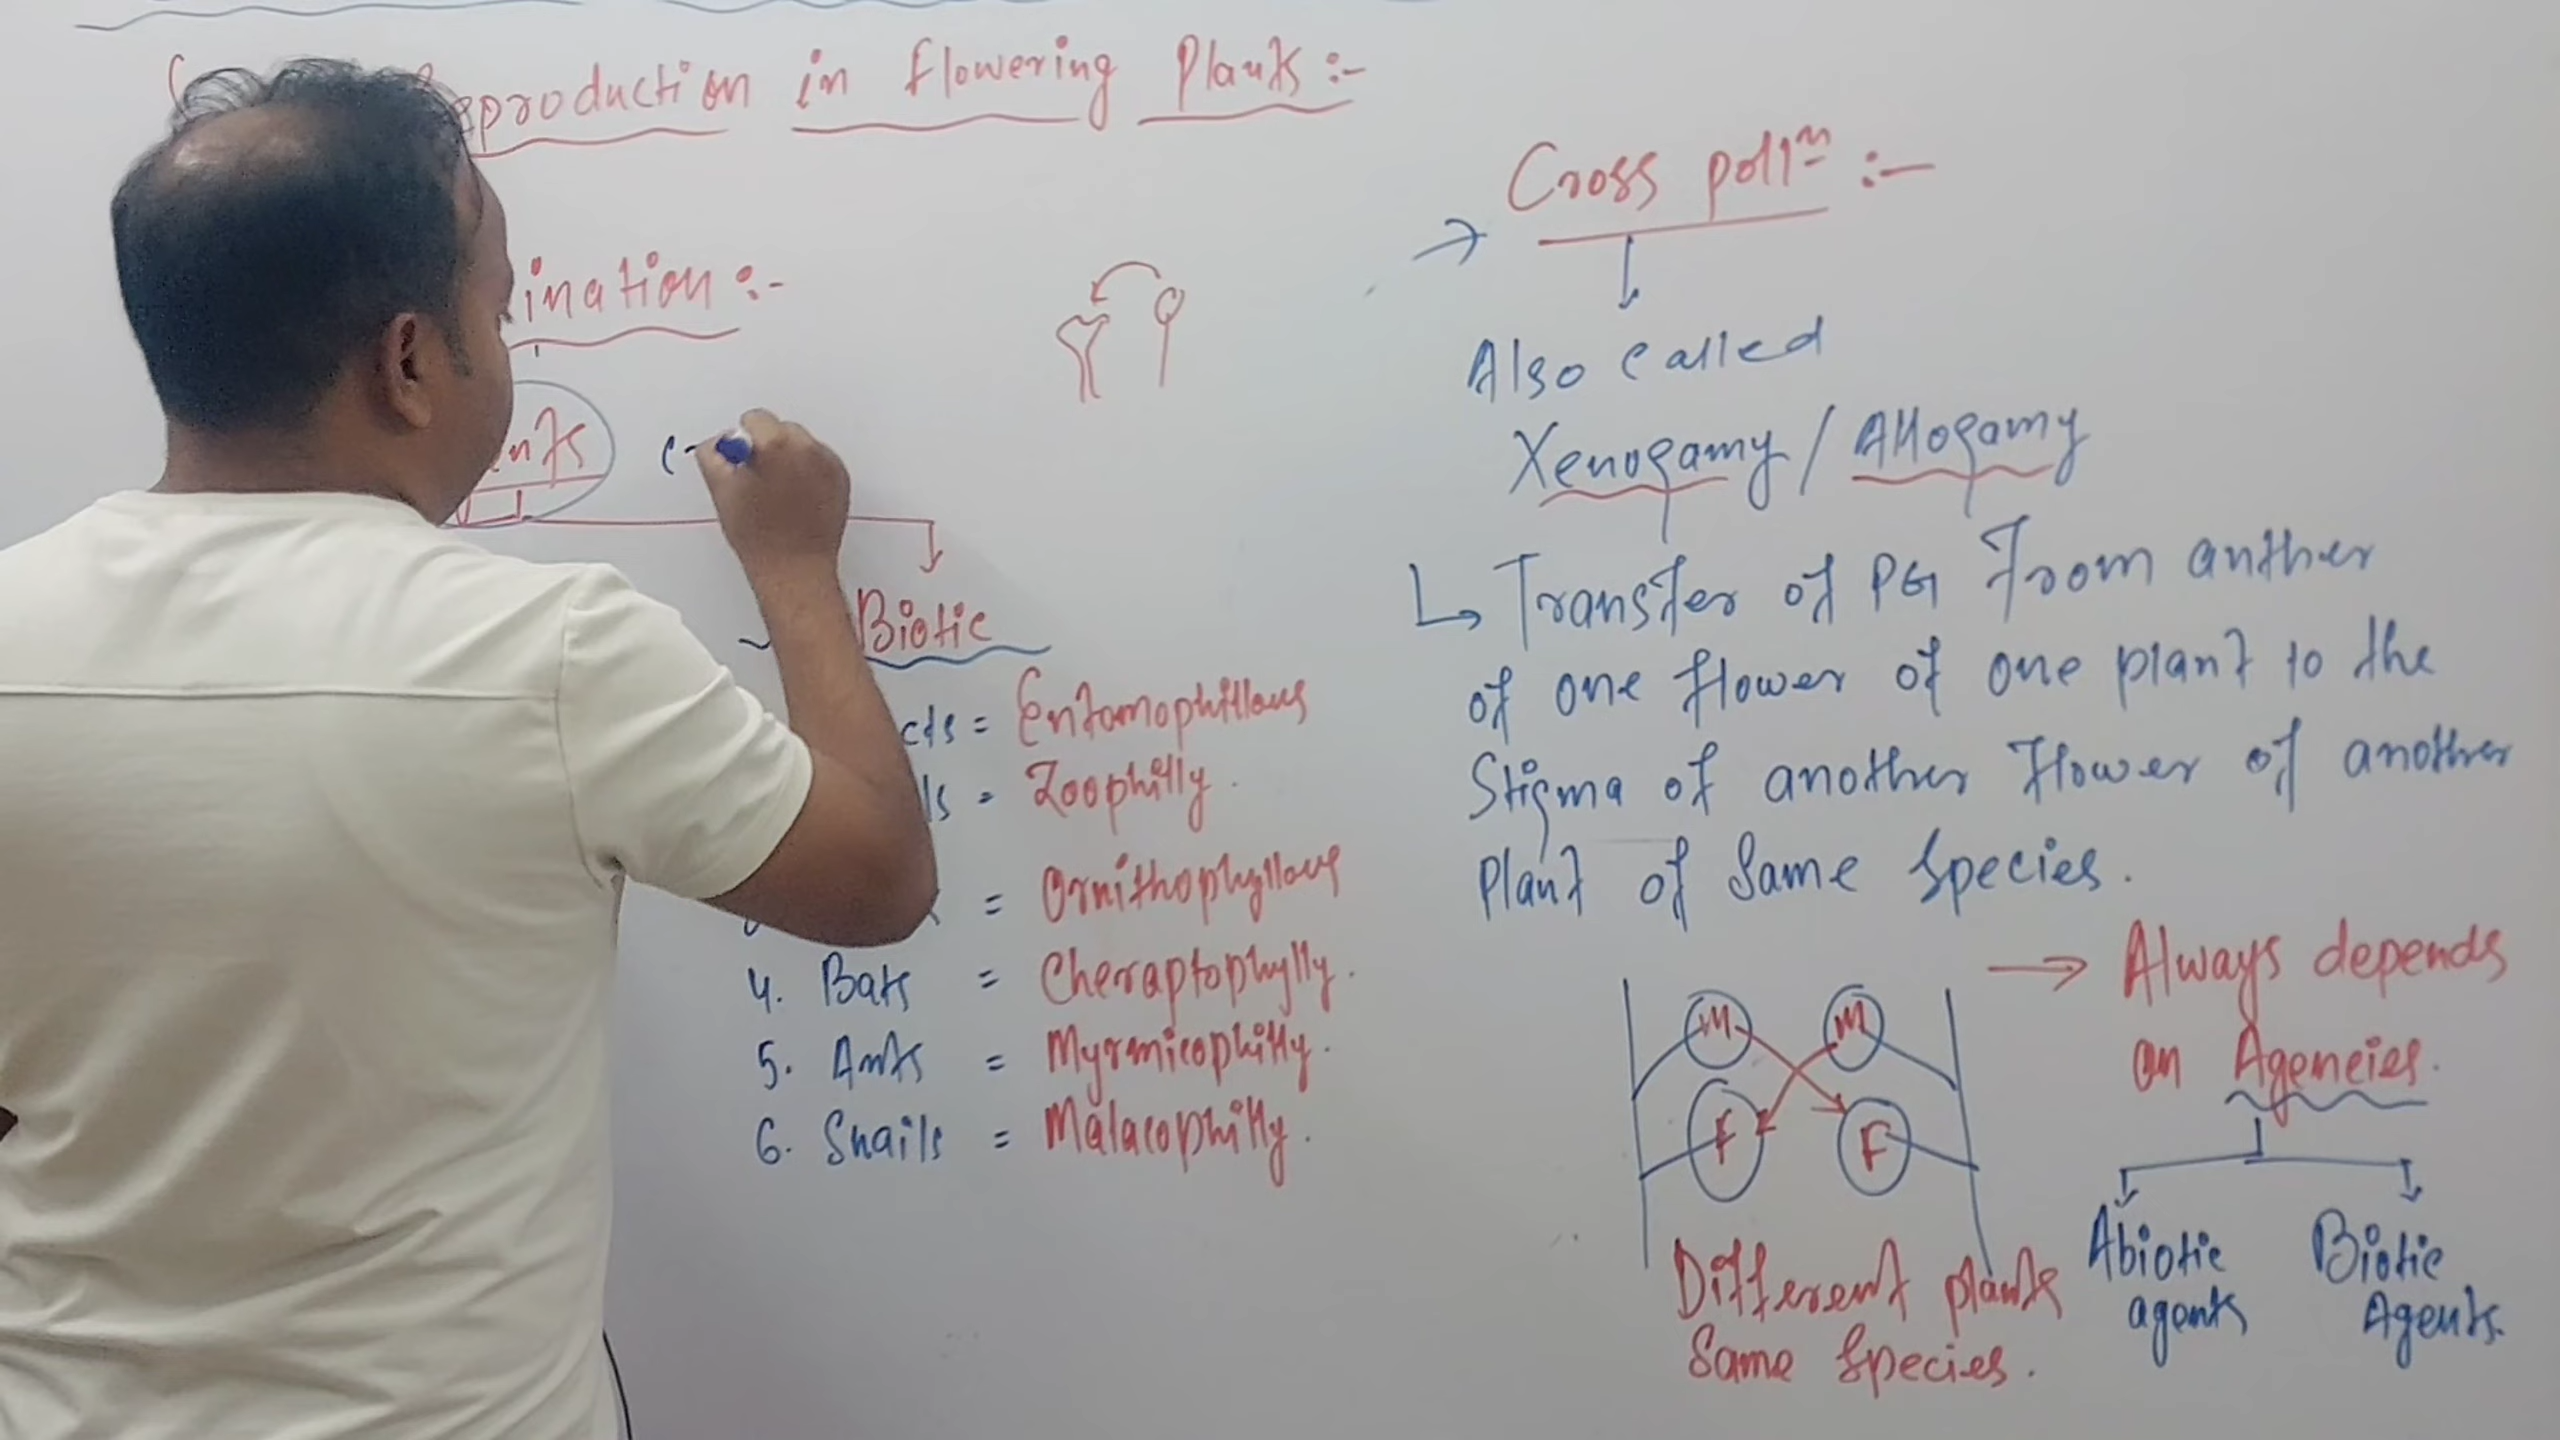 eproduction in flowering Plants :-
ination :-
nts
Biotic
cts = Entomophillous
ls = Zoophilly.
= Ornithophyllous
4. Bats = Cheraptophylly.
5. Ants = Myrmicophilly.
6. Snails = Malacophilly.
→ Cross pollⁿ :-
Also called
Xenogamy / Allogamy
↳ Transfer of PG From anther
of one flower of one plant to the
Stigma of another Flower of another
Plant of Same Species.
M M
F F
Different plants
Same Species.
→ Always depends
on Agencies.
Abiotic agents
Biotic Agents.